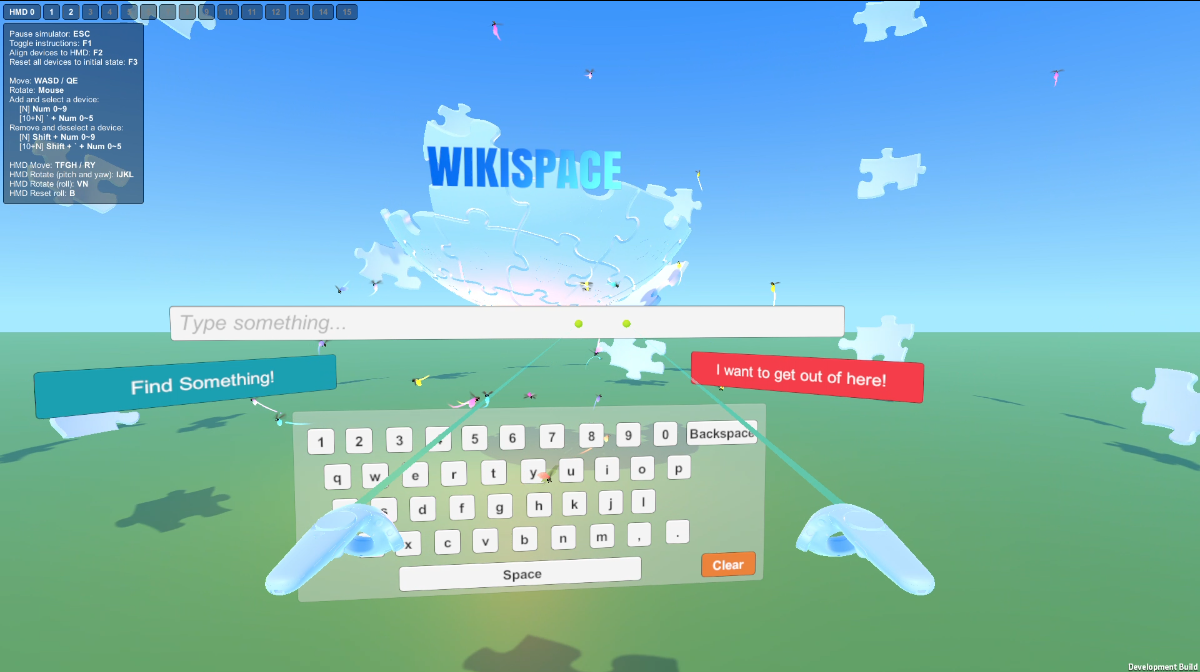 HMD 0 1 2 3 4 5 9 10 11 12 13 14 15
Pause simulator: ESC
Toggle instructions: F1
Align devices to HMD: F2
Reset all devices to initial state: F3
Move: WASD / QE
Rotate: Mouse
Add and select a device:
[N] Num 0~9
[10+N] ` + Num 0~5
Remove and deselect a device:
[N] Shift + Num 0~9
[10+N] Shift + ` + Num 0~5
HMD Move: TFGH / RY
HMD Rotate (pitch and yaw): IJKL
HMD Rotate (roll): VN
HMD Reset roll: B
WIKISPACE
Type something...
Find Something!
I want to get out of here!
1 2 3 4 5 6 7 8 9 0 Backspace
q w e r t y u i o p
s d f g h k j l
x c v b n m , .
Space
Clear
Development Build